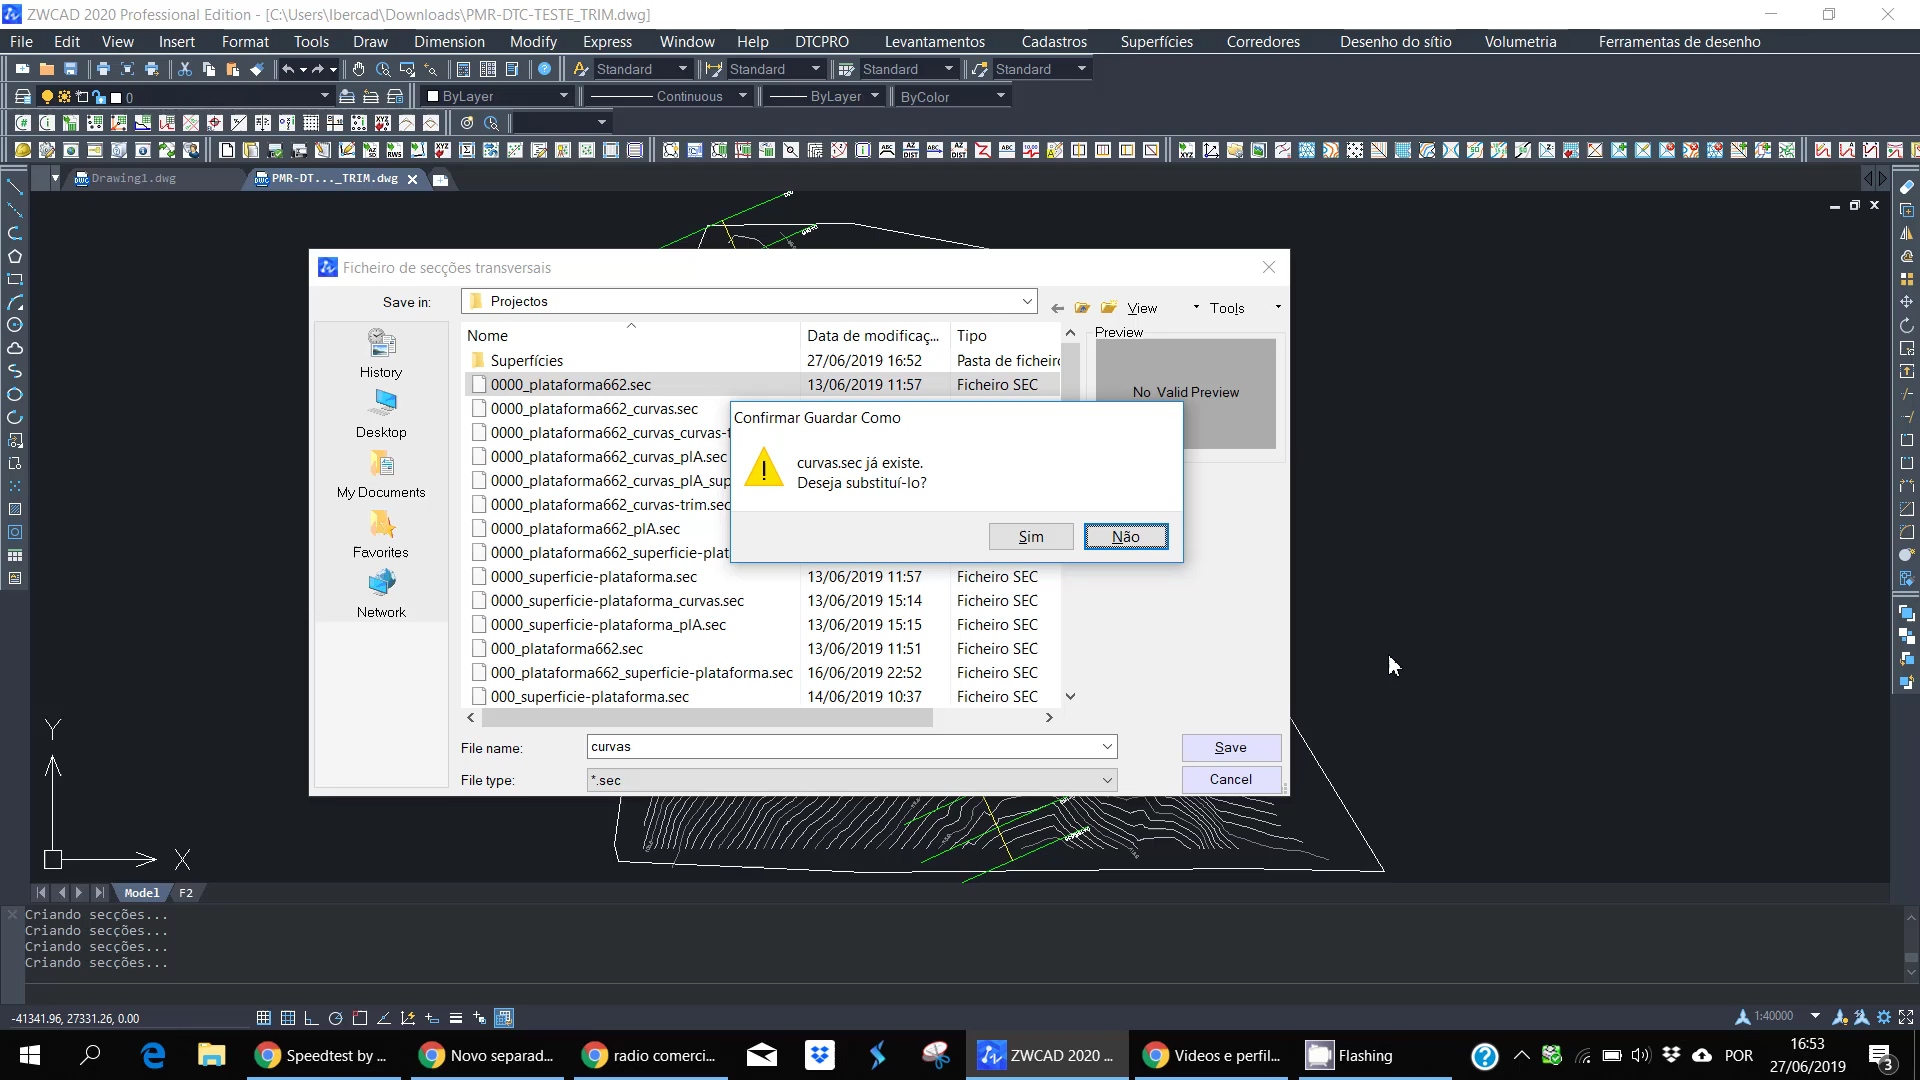 ZWCAD 2020 Professional Edition - [C:\Users\Ibercad\Downloads\PMR-DTC-TESTE_TRIM.dwg]
File Edit View Insert Format Tools Draw Dimension Modify Express Window Help DTCPRO Levantamentos Cadastros Superfícies Corredores Desenho do sítio Volumetria Ferramentas de desenho
Standard Standard Standard Standard
0 ByLayer Continuous ByLayer ByColor
Drawing1.dwg PMR-DT..._TRIM.dwg
Ficheiro de secções transversais
Save in: Projectos View Tools
Nome Data de modificaç... Tipo Preview
Superfícies 27/06/2019 16:52 Pasta de ficheiro
0000_plataforma662.sec 13/06/2019 11:57 Ficheiro SEC
No Valid Preview
0000_plataforma662_curvas.sec
0000_plataforma662_curvas_curvas-t
0000_plataforma662_curvas_plA.sec
0000_plataforma662_curvas_plA_sup
0000_plataforma662_curvas-trim.sec
0000_plataforma662_plA.sec
0000_plataforma662_superficie-plat
0000_superficie-plataforma.sec 13/06/2019 11:57 Ficheiro SEC
0000_superficie-plataforma_curvas.sec 13/06/2019 15:14 Ficheiro SEC
0000_superficie-plataforma_plA.sec 13/06/2019 15:15 Ficheiro SEC
000_plataforma662.sec 13/06/2019 11:51 Ficheiro SEC
000_plataforma662_superficie-plataforma.sec 16/06/2019 22:52 Ficheiro SEC
000_superficie-plataforma.sec 14/06/2019 10:37 Ficheiro SEC
History
Desktop
My Documents
Favorites
Network
Confirmar Guardar Como
curvas.sec já existe.
Deseja substituí-lo?
Sim Não
File name: curvas Save
File type: *.sec Cancel
Y
X
Model F2
Criando secções...
Criando secções...
Criando secções...
Criando secções...
-41341.96, 27331.26, 0.00 1:40000
Speedtest by ... Novo separad... radio comerci... ZWCAD 2020 ... Videos e perfil... Flashing POR 16:53
27/06/2019 3